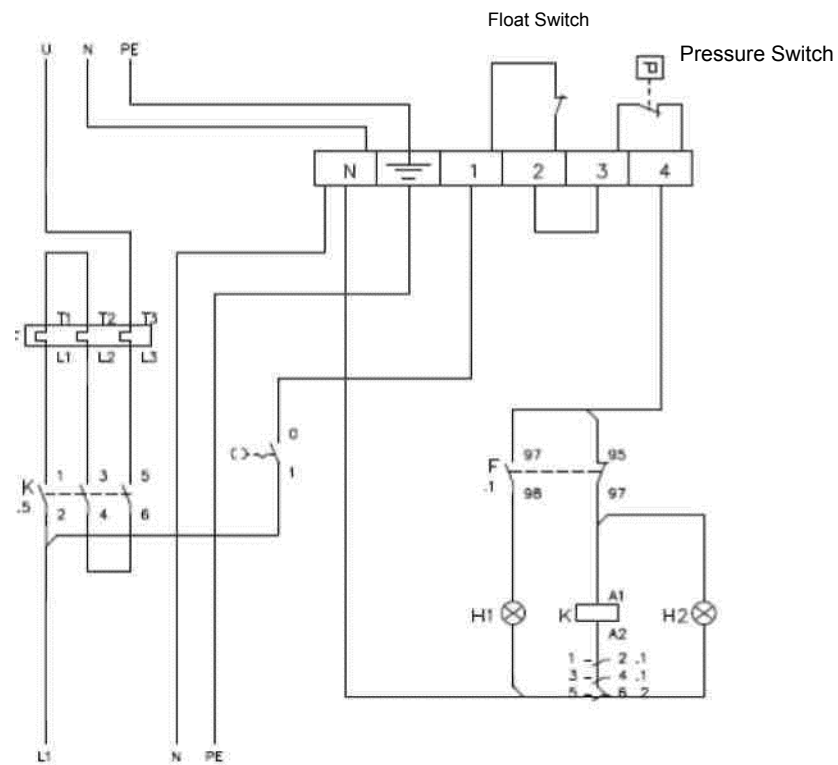 Float Switch
Pressure Switch
U N PE
P
N 1 2 3 4
T1 T2 T3
F
L1 L2 L3
0
1
K 1 3 5
.5 2 4 6
F 97 95
.1 98 97
H1 K A1 H2
A2
1 2 .1
3 4 .1
5 6 2
L1 N PE